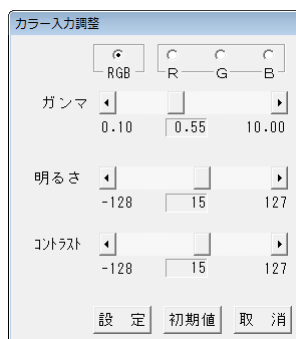 カラー入力調整
RGB R G B
ガンマ
0.10 0.55 10.00
明るさ
-128 15 127
コントラスト
-128 15 127
設 定 初期値 取 消